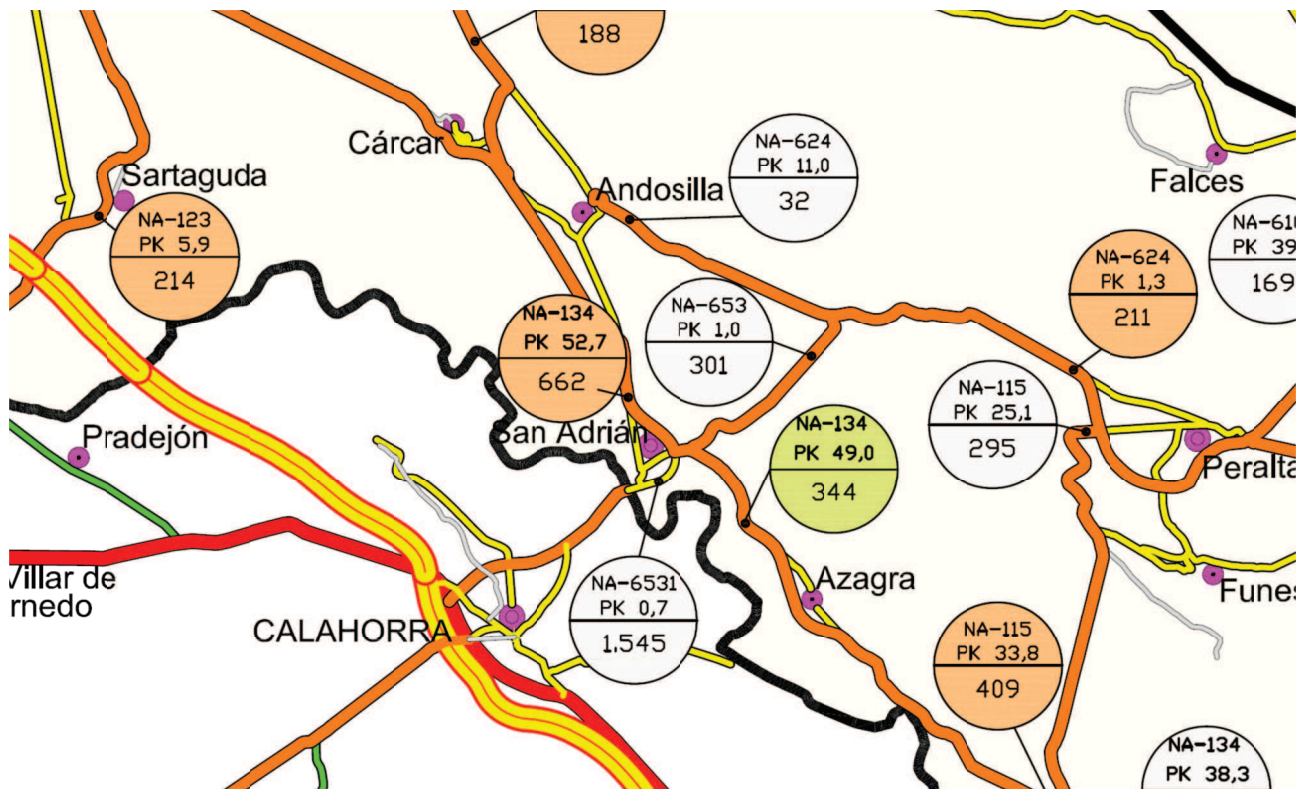 188
NA-624
PK 11,0
32
Cárcar
Sartaguda
Andosilla
Falces
NA-123
PK 5,9
214
NA-624
PK 1,3
211
NA-653
PK 1,0
301
NA-134
PK 52,7
662
NA-115
PK 25,1
295
169
Pradejón
San Adrián
NA-134
PK 49,0
344
Peralta
Villar de
rnedo
NA-6531
PK 0,7
1.545
Azagra
Funes
CALAHORRA
NA-115
PK 33,8
409
NA-134
PK 38,3